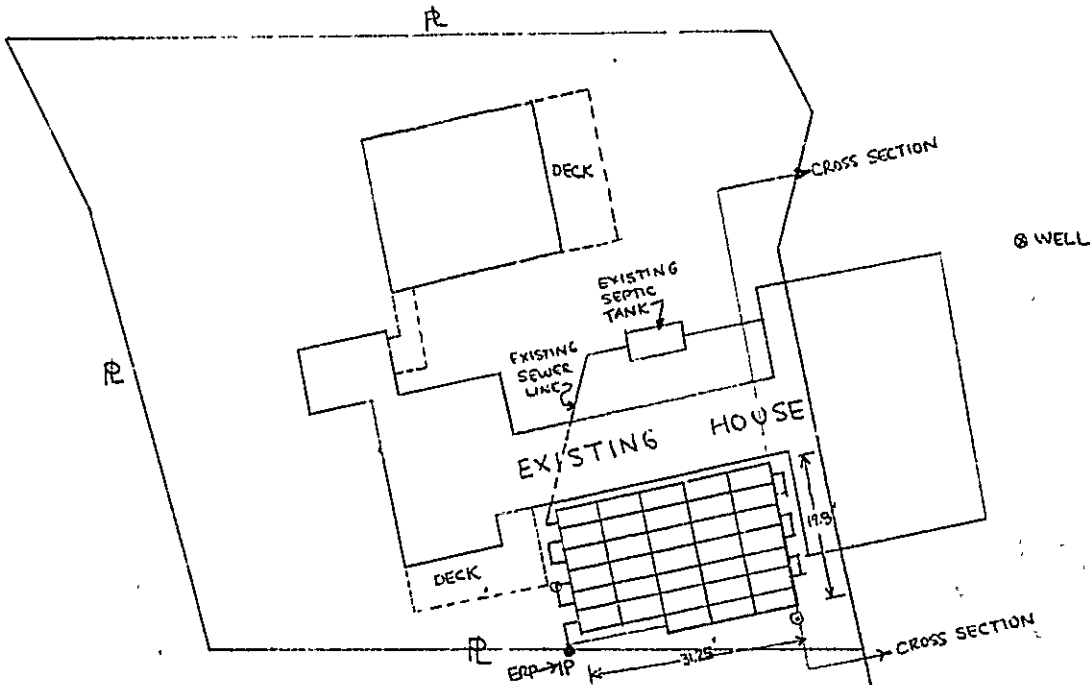 PL
DECK
CROSS SECTION
WELL
EXISTING
SEPTIC
TANK
PL
EXISTING
SEWER
LINE
EXISTING HOUSE
19.8'
DECK
PL
ERP→IP
31.25'
CROSS SECTION